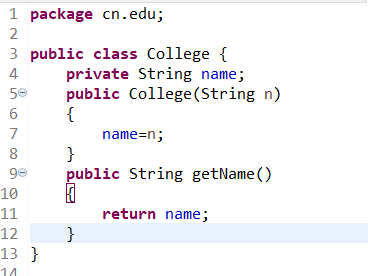 1 package cn.edu;
2
3 public class College {
4     private String name;
5     public College(String n)
6     {
7         name=n;
8     }
9     public String getName()
10     {
11         return name;
12     }
13 }
14